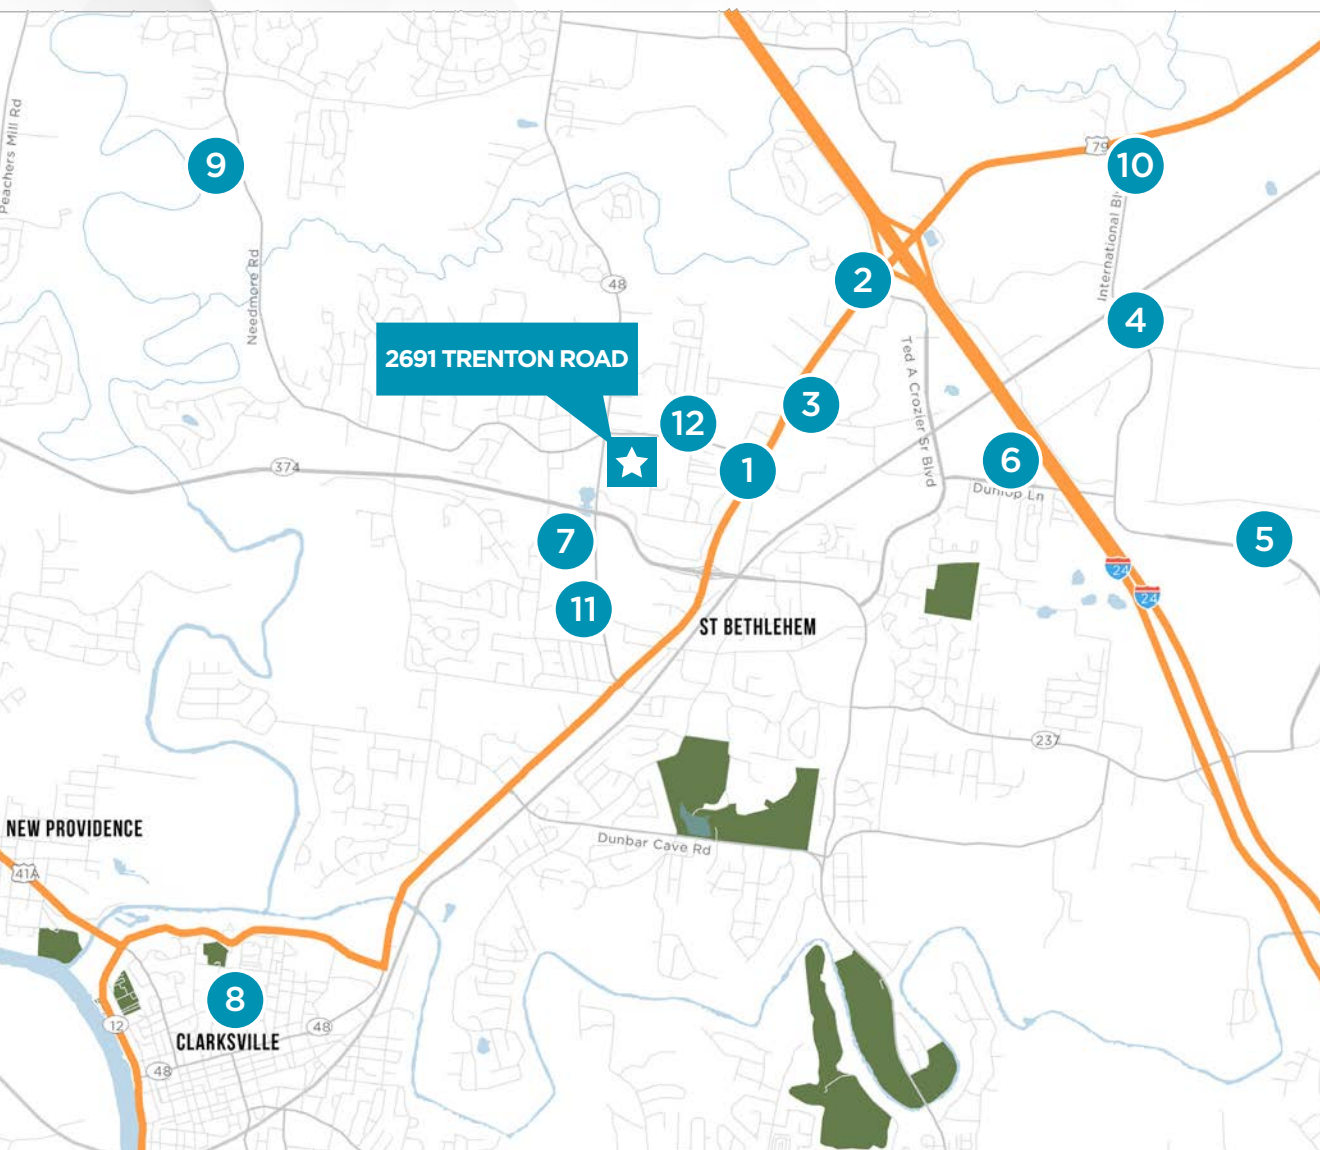 Peachers Mill Rd
9
79
10
Needmore Rd
International Bl
48
2
4
2691 TRENTON ROAD
Ted A Crozier Sr Blvd
3
12
1
6
374
Dunlop Ln
7
5
24
24
11
ST BETHLEHEM
237
NEW PROVIDENCE
Dunbar Cave Rd
41A
8
12
48
CLARKSVILLE
48